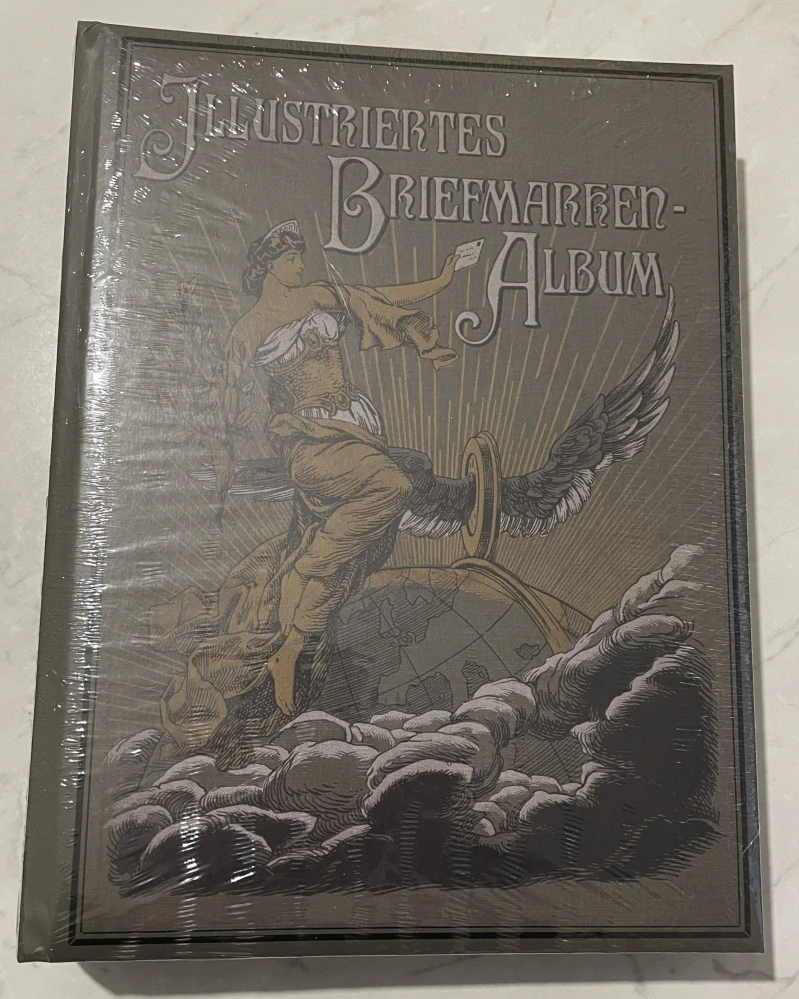 Illustriertes
Briefmarken-
Album